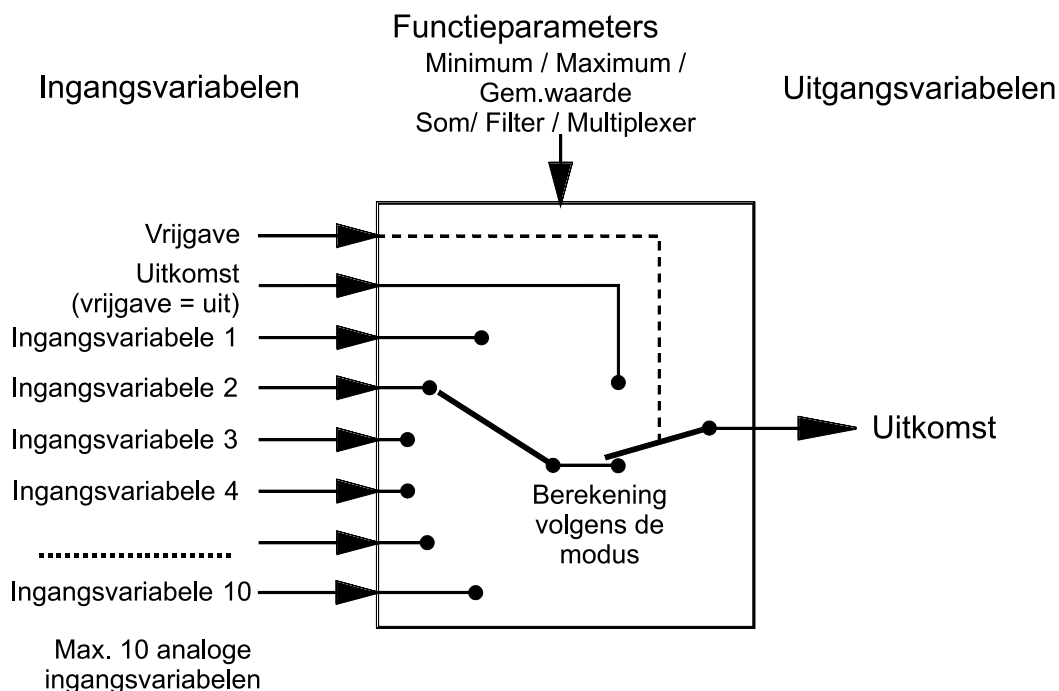 Functieparameters
Minimum / Maximum /
Gem.waarde
Som/ Filter / Multiplexer
Ingangsvariabelen
Uitgangsvariabelen
Vrijgave
Uitkomst
(vrijgave = uit)
Ingangsvariabele 1
Ingangsvariabele 2
Ingangsvariabele 3
Ingangsvariabele 4
Ingangsvariabele 10
Max. 10 analoge
ingangsvariabelen
Berekening
volgens de
modus
Uitkomst